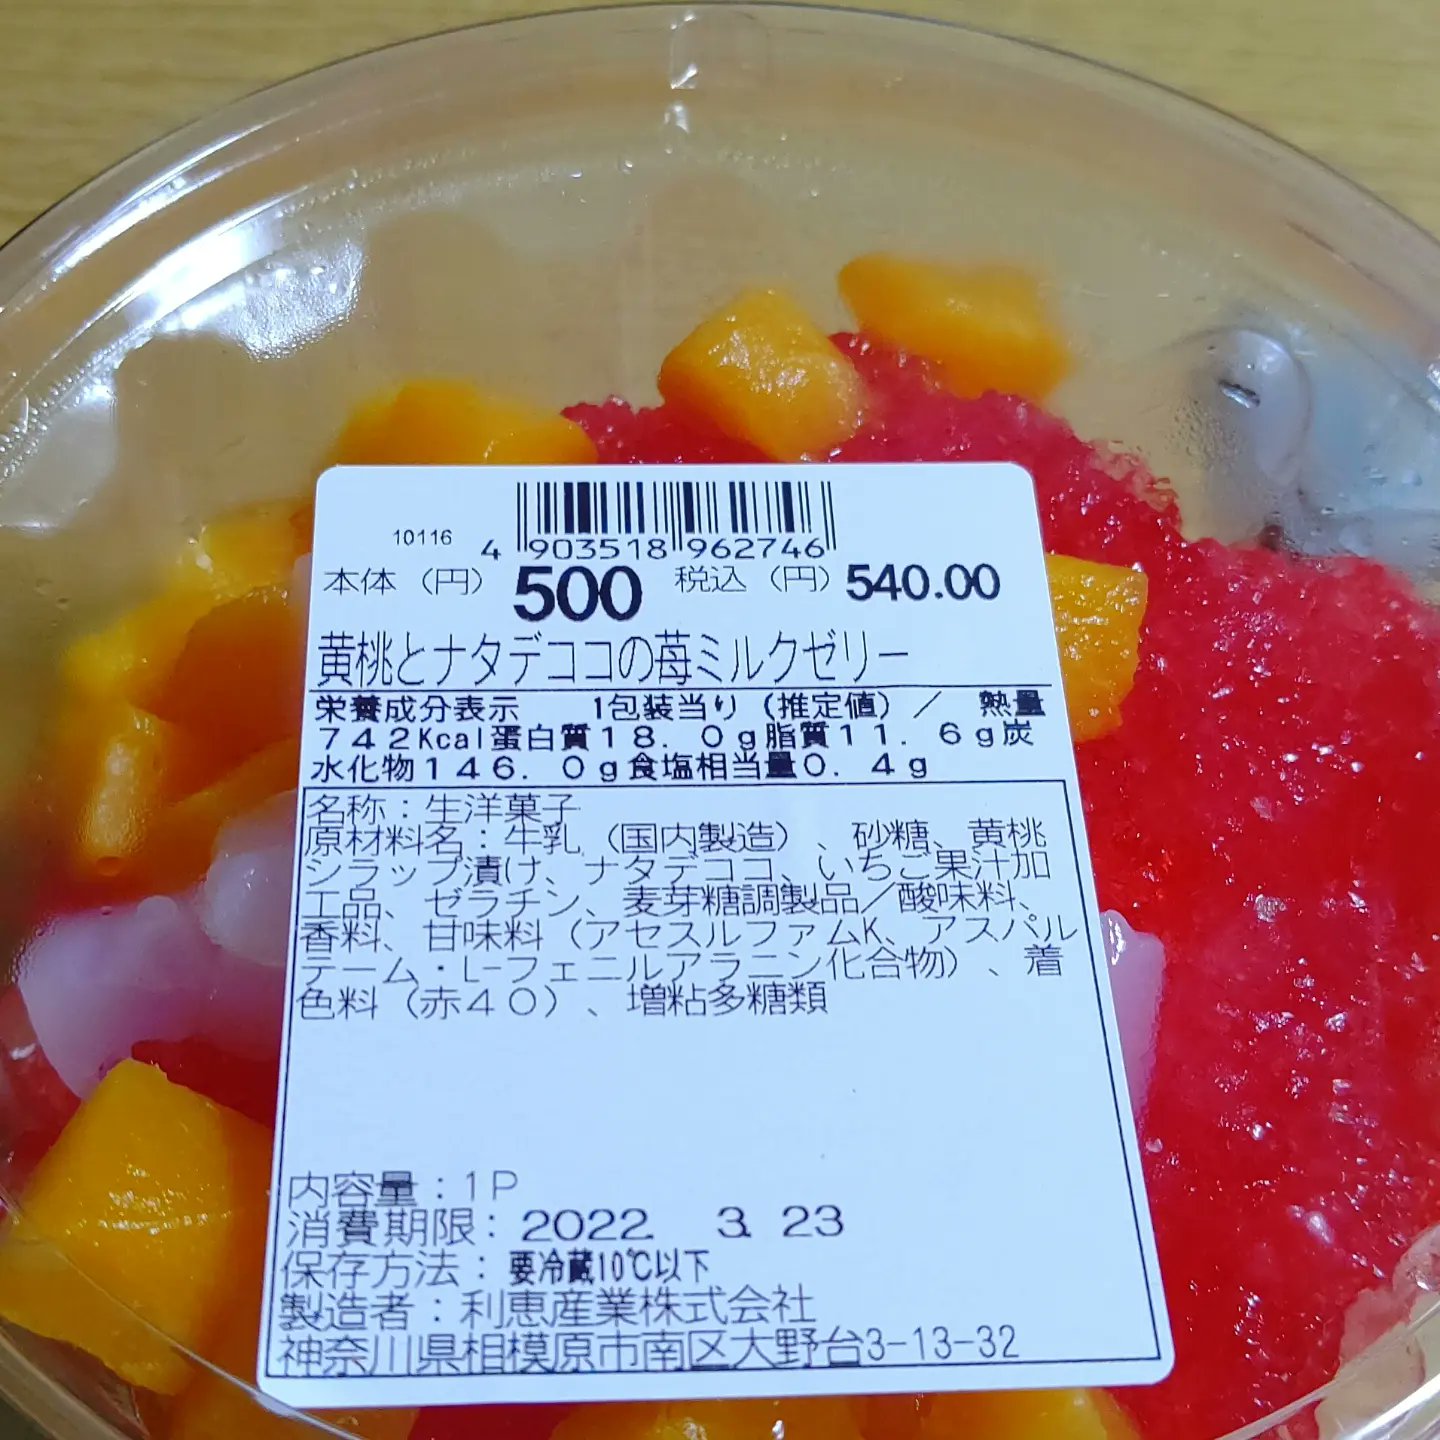 10116
4 903518 962746
本体（円） 500 税込（円） 540.00
黄桃とナタデココの苺ミルクゼリー
栄養成分表示 1包装当り（推定値）／ 熱量
742Kcal蛋白質18．0g脂質11．6g炭
水化物146．0g食塩相当量0．4g
名称：生洋菓子
原材料名：牛乳（国内製造）、砂糖、黄桃
シラップ漬け、ナタデココ、いちご果汁加
工品、ゼラチン、麦芽糖調製品／酸味料、
香料、甘味料（アセスルファムK、アスパル
テーム・L-フェニルアラニン化合物）、着
色料（赤40）、増粘多糖類
内容量：1P
消費期限：2022. 3. 23
保存方法：要冷蔵10℃以下
製造者：利恵産業株式会社
神奈川県相模原市南区大野台3-13-32